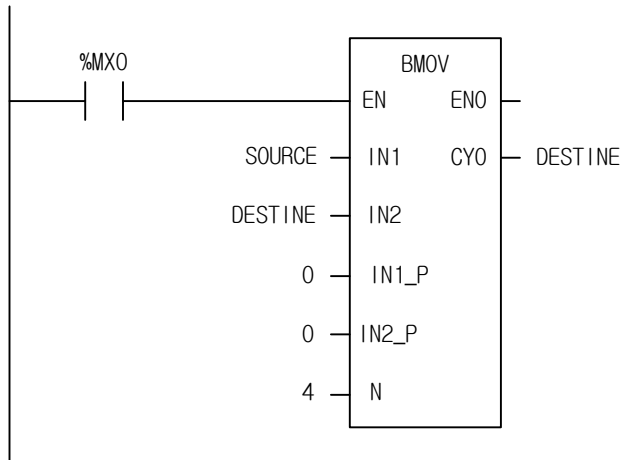 %MX0
BMOV
EN ENO
SOURCE IN1 CYO DESTINE
DESTINE IN2
0 IN1_P
0 IN2_P
4 N